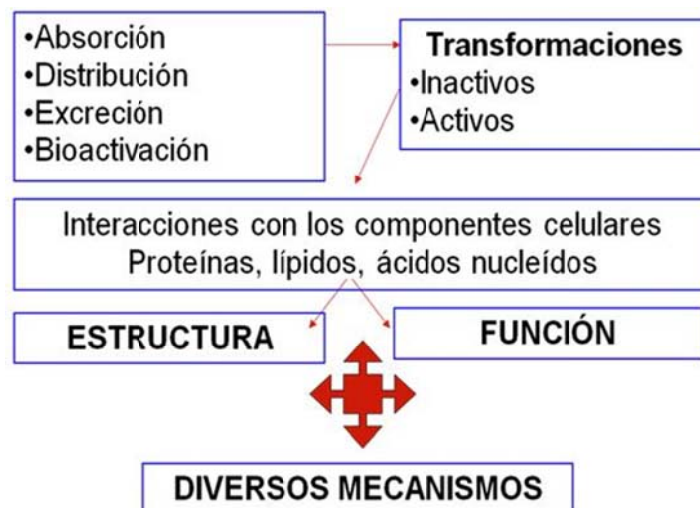 •Absorción
•Distribución
•Excreción
•Bioactivación
Transformaciones
•Inactivos
•Activos
Interacciones con los componentes celulares
Proteínas, lípidos, ácidos nucleídos
ESTRUCTURA
FUNCIÓN
DIVERSOS MECANISMOS